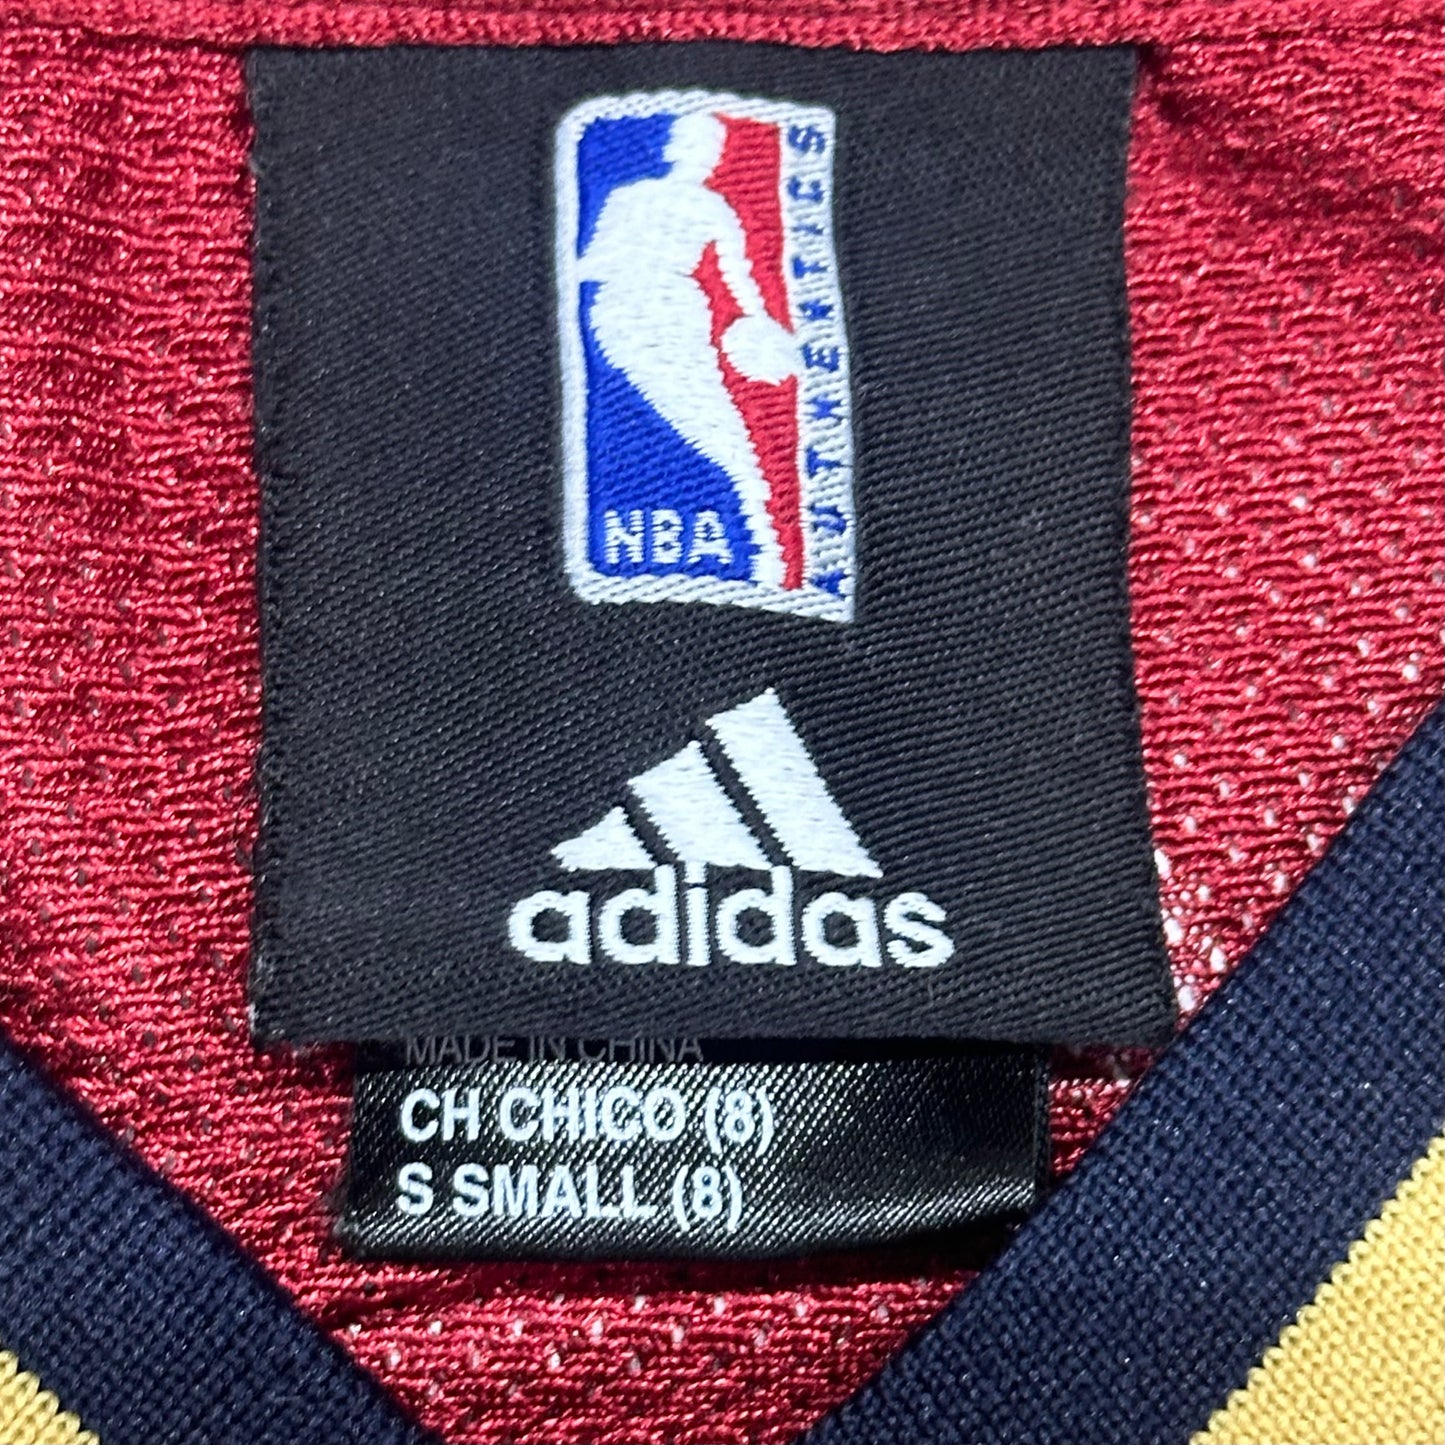 NBA
AUTHENTICS
adidas
MADE IN CHINA
CH CHICO (8)
S SMALL (8)